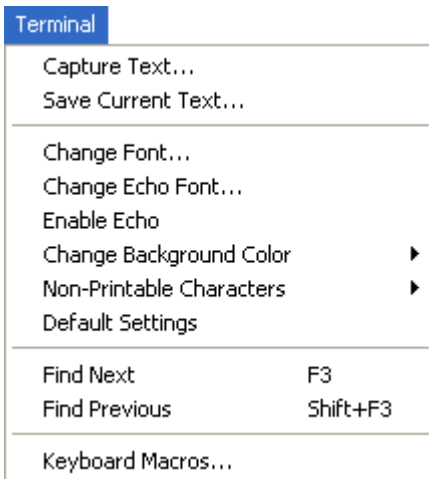 Terminal
Capture Text...
Save Current Text...
Change Font...
Change Echo Font...
Enable Echo
Change Background Color
Non-Printable Characters
Default Settings
Find Next F3
Find Previous Shift+F3
Keyboard Macros...